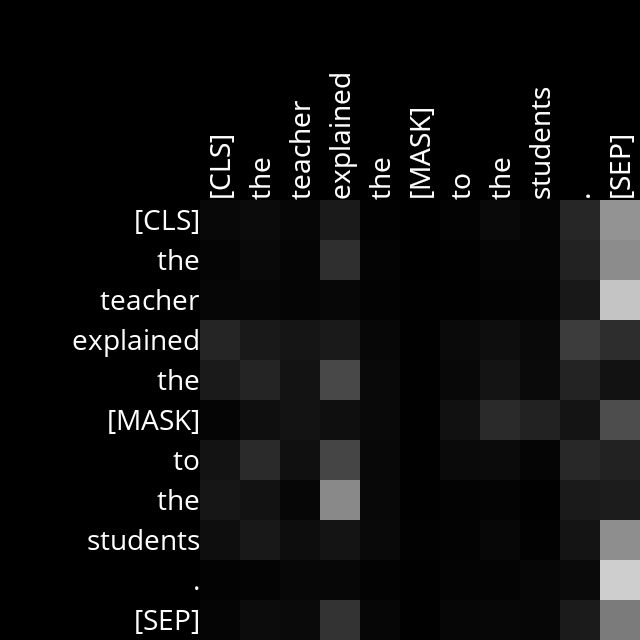 [CLS] the teacher explained the [MASK] to the students . [SEP]
[CLS]
the
teacher
explained
the
[MASK]
to
the
students
.
[SEP]